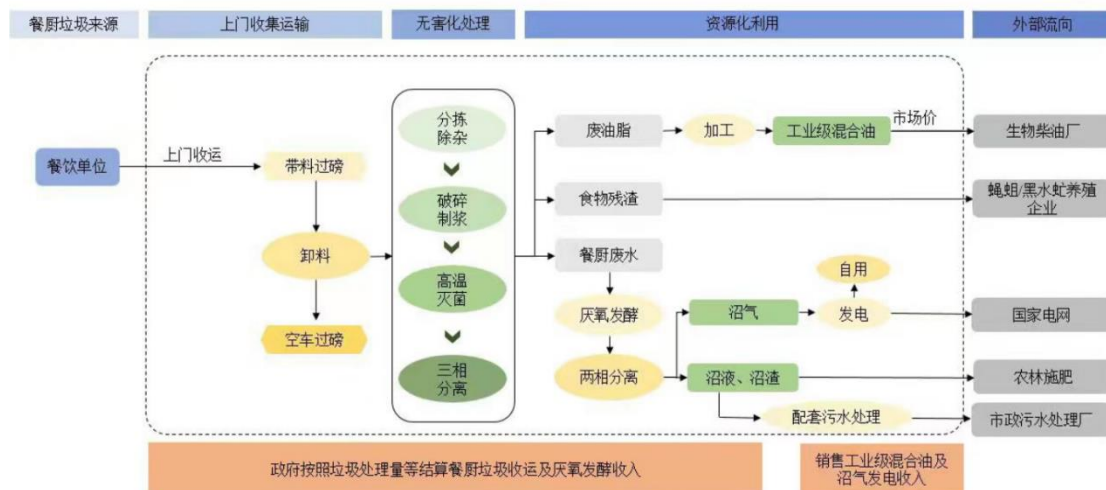 餐厨垃圾来源
上门收集运输
无害化处理
资源化利用
外部流向
餐饮单位
上门收运
带料过磅
卸料
空车过磅
分拣
除杂
破碎
制浆
高温
灭菌
三相
分离
废油脂
加工
工业级混合油
市场价
生物柴油厂
食物残渣
蝇蛆/黑水虻养殖
企业
餐厨废水
厌氧发酵
两相分离
沼气
发电
自用
国家电网
沼液、沼渣
农林施肥
配套污水处理
市政污水处理厂
政府按照垃圾处理量等结算餐厨垃圾收运及厌氧发酵收入
销售工业级混合油及
沼气发电收入